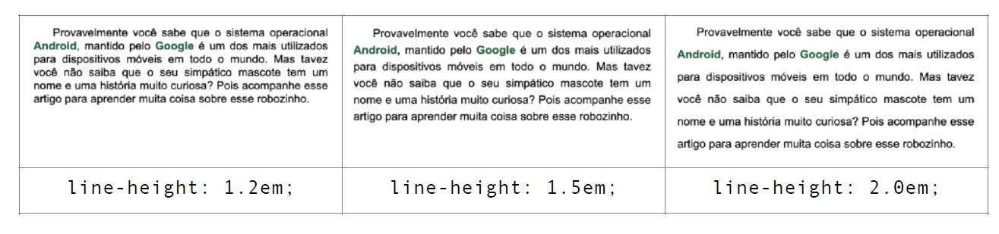 Provavelmente você sabe que o sistema operacional
Android, mantido pelo Google é um dos mais utilizados
para dispositivos móveis em todo o mundo. Mas tavez
você não saiba que o seu simpático mascote tem um
nome e uma história muito curiosa? Pois acompanhe esse
artigo para aprender muita coisa sobre esse robozinho.
line-height: 1.2em;
Provavelmente você sabe que o sistema operacional
Android, mantido pelo Google é um dos mais utilizados
para dispositivos móveis em todo o mundo. Mas tavez
você não saiba que o seu simpático mascote tem um
nome e uma história muito curiosa? Pois acompanhe esse
artigo para aprender muita coisa sobre esse robozinho.
line-height: 1.5em;
Provavelmente você sabe que o sistema operacional
Android, mantido pelo Google é um dos mais utilizados
para dispositivos móveis em todo o mundo. Mas tavez
você não saiba que o seu simpático mascote tem um
nome e uma história muito curiosa? Pois acompanhe esse
artigo para aprender muita coisa sobre esse robozinho.
line-height: 2.0em;